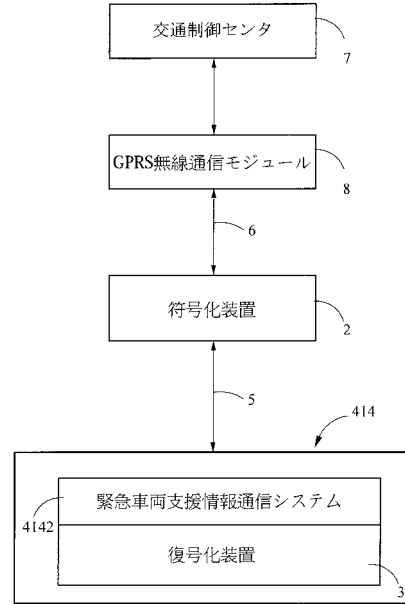 交通制御センタ
7
GPRS無線通信モジュール
8
6
符号化装置
2
5
414
緊急車両支援情報通信システム
4142
復号化装置
3